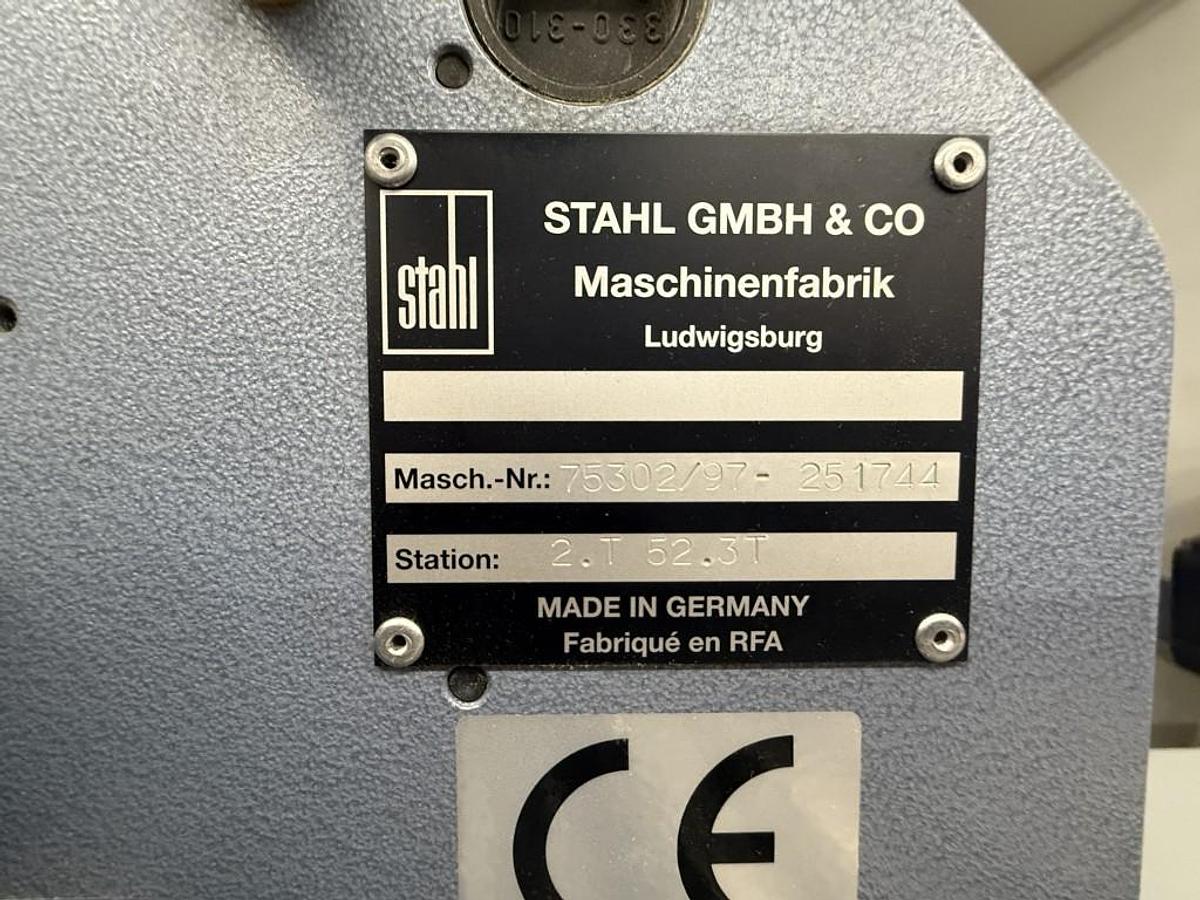 330-310
STAHL GMBH & CO
Maschinenfabrik
Ludwigsburg
stahl
Masch.-Nr.: 75302/97- 251744
Station: 2.T 52.3T
MADE IN GERMANY
Fabriqué en RFA
CE